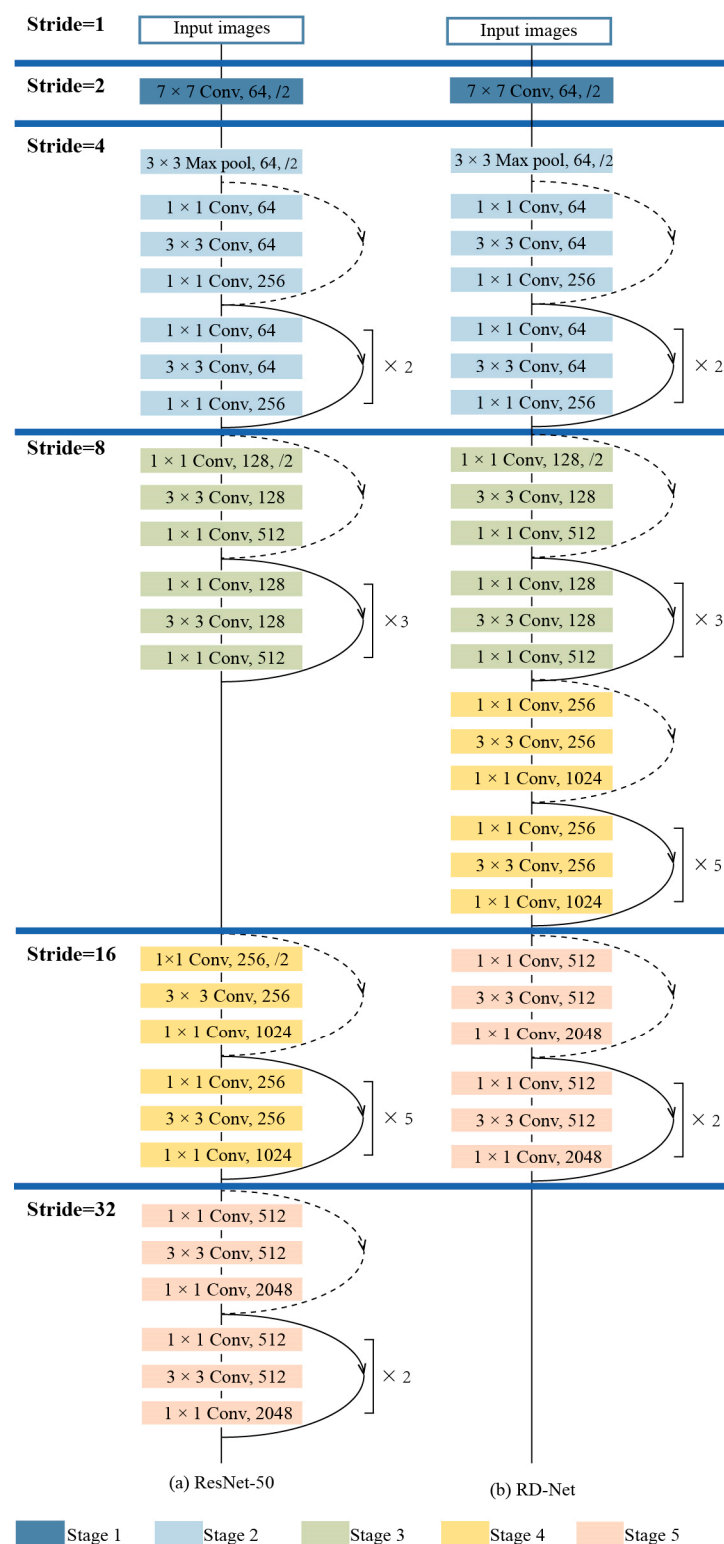 Stride=1
Input images
Input images
Stride=2
7 × 7 Conv, 64, /2
7 × 7 Conv, 64, /2
Stride=4
3 × 3 Max pool, 64, /2
3 × 3 Max pool, 64, /2
1 × 1 Conv, 64
1 × 1 Conv, 64
3 × 3 Conv, 64
3 × 3 Conv, 64
1 × 1 Conv, 256
1 × 1 Conv, 256
1 × 1 Conv, 64
1 × 1 Conv, 64
3 × 3 Conv, 64
× 2
3 × 3 Conv, 64
× 2
1 × 1 Conv, 256
1 × 1 Conv, 256
Stride=8
1 × 1 Conv, 128, /2
1 × 1 Conv, 128, /2
3 × 3 Conv, 128
3 × 3 Conv, 128
1 × 1 Conv, 512
1 × 1 Conv, 512
1 × 1 Conv, 128
1 × 1 Conv, 128
3 × 3 Conv, 128
×3
3 × 3 Conv, 128
× 3
1 × 1 Conv, 512
1 × 1 Conv, 512
1 × 1 Conv, 256
3 × 3 Conv, 256
1 × 1 Conv, 1024
1 × 1 Conv, 256
3 × 3 Conv, 256
× 5
1 × 1 Conv, 1024
Stride=16
1×1 Conv, 256, /2
1 × 1 Conv, 512
3 × 3 Conv, 256
3 × 3 Conv, 512
1 × 1 Conv, 1024
1 × 1 Conv, 2048
1 × 1 Conv, 256
1 × 1 Conv, 512
3 × 3 Conv, 256
× 5
3 × 3 Conv, 512
× 2
1 × 1 Conv, 1024
1 × 1 Conv, 2048
Stride=32
1 × 1 Conv, 512
3 × 3 Conv, 512
1 × 1 Conv, 2048
1 × 1 Conv, 512
3 × 3 Conv, 512
× 2
1 × 1 Conv, 2048
(a) ResNet-50
(b) RD-Net
Stage 1
Stage 2
Stage 3
Stage 4
Stage 5